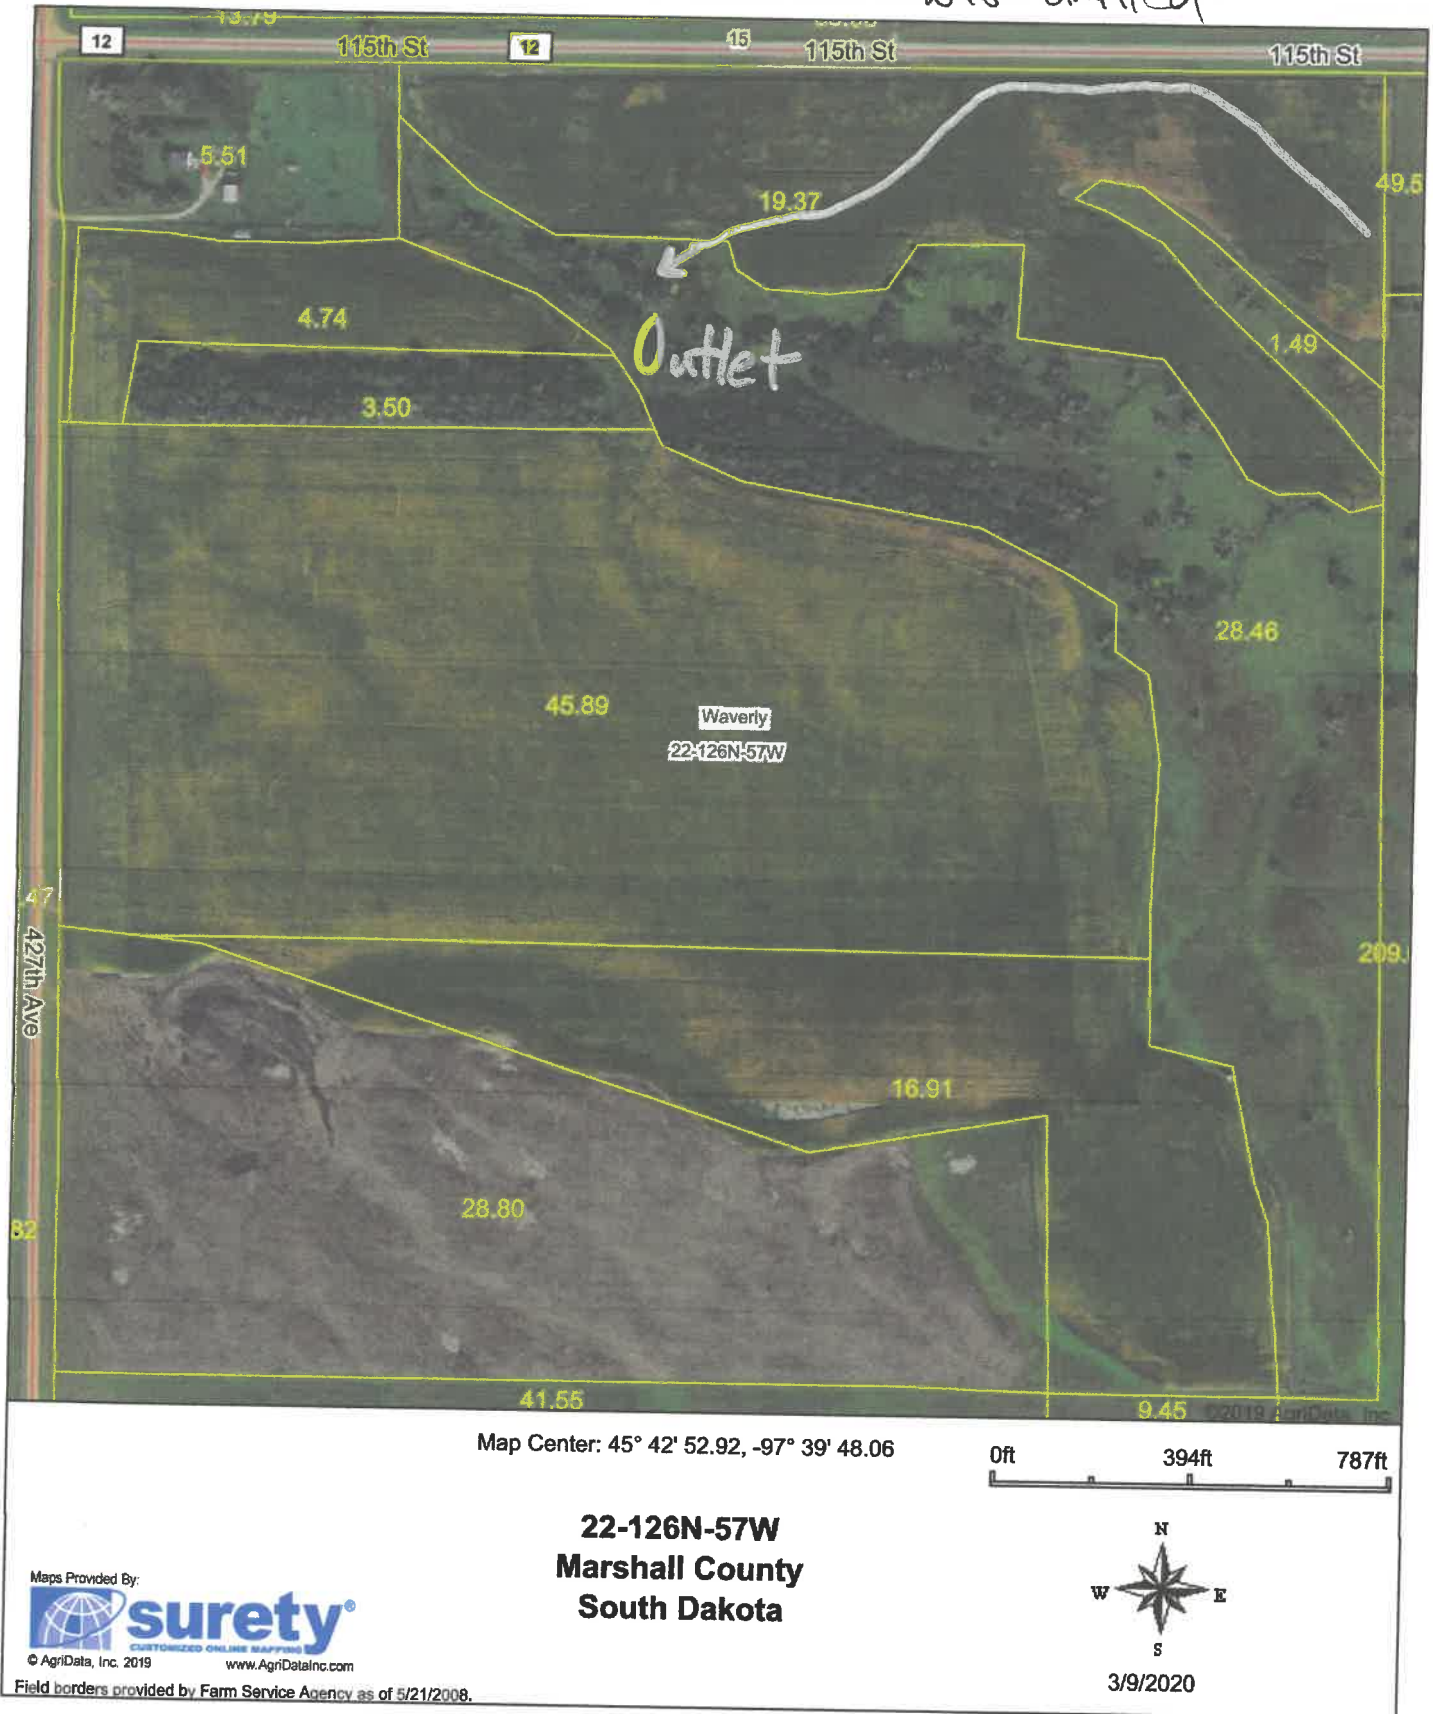 13.79
12
115th St
12
15
115th St
115th St
5.51
19.37
49.5
4.74
Outlet
1.49
3.50
28.46
45.89
Waverly
22-126N-57W
47
427th Ave
209.
16.91
28.80
82
41.55
9.45
©2019 AgriData, Inc.
Map Center: 45° 42' 52.92, -97° 39' 48.06
0ft 394ft 787ft
22-126N-57W
Marshall County
South Dakota
N
W E
S
3/9/2020
Maps Provided By:
surety®
CUSTOMIZED ONLINE MAPPING
© AgriData, Inc. 2019 www.AgriDataInc.com
Field borders provided by Farm Service Agency as of 5/21/2008.